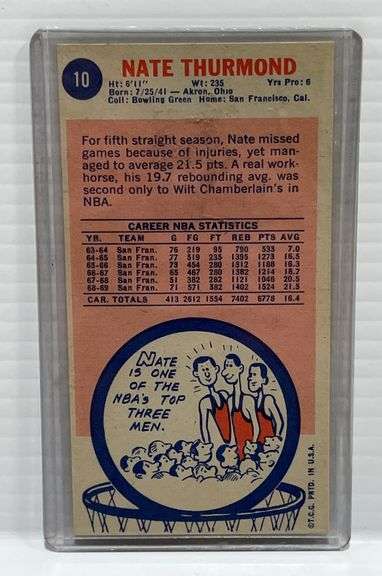 10
NATE THURMOND
Ht: 6'11" Wt: 235 Yrs Pro: 6
Born: 7/25/41 — Akron, Ohio
Coll: Bowling Green Home: San Francisco, Cal.
For fifth straight season, Nate missed
games because of injuries, yet man-
aged to average 21.5 pts. A real work-
horse, his 19.7 rebounding avg. was
second only to Wilt Chamberlain's in
NBA.
CAREER NBA STATISTICS
YR. TEAM G FG FT REB PTS AVG
63-64 San Fran. 76 219 95 790 533 7.0
64-65 San Fran. 77 519 235 1395 1273 16.5
65-66 San Fran. 73 454 280 1312 1188 16.3
66-67 San Fran. 65 467 280 1382 1214 18.7
67-68 San Fran. 51 382 282 1121 1046 20.5
68-69 San Fran. 71 571 382 1402 1524 21.5
CAR. TOTALS 413 2612 1554 7402 6778 16.4
NATE
IS ONE
OF THE
NBA'S TOP
THREE
MEN.
©T.C.G. PRTD. IN U.S.A.